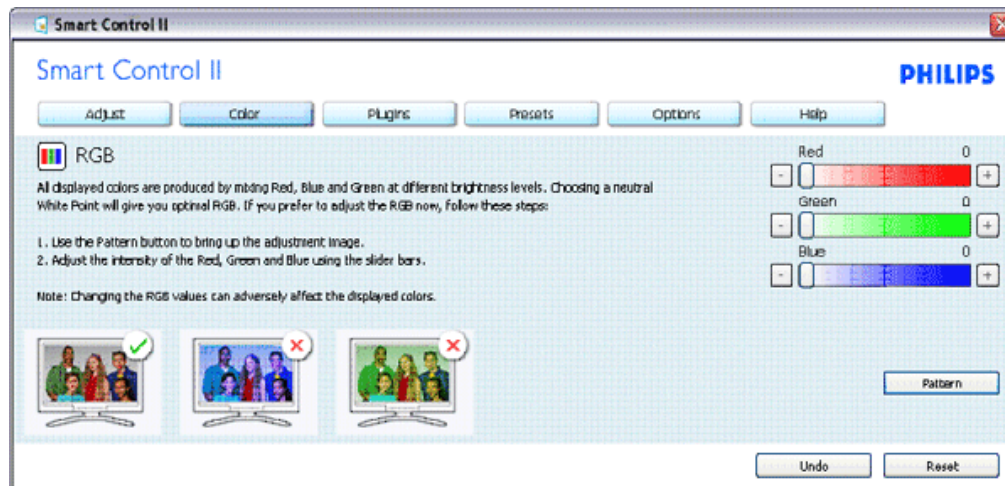 Smart Control II
Smart Control II
PHILIPS
Adjust Color Plugins Presets Options Help
RGB
All displayed colors are produced by mixing Red, Blue and Green at different brightness levels. Choosing a neutral
White Point will give you optimal RGB. If you prefer to adjust the RGB now, follow these steps:
1. Use the Pattern button to bring up the adjustment image.
2. Adjust the intensity of the Red, Green and Blue using the slider bars.
Note: Changing the RGB values can adversely affect the displayed colors.
Red 0
- +
Green 0
- +
Blue 0
- +
Pattern
Undo Reset